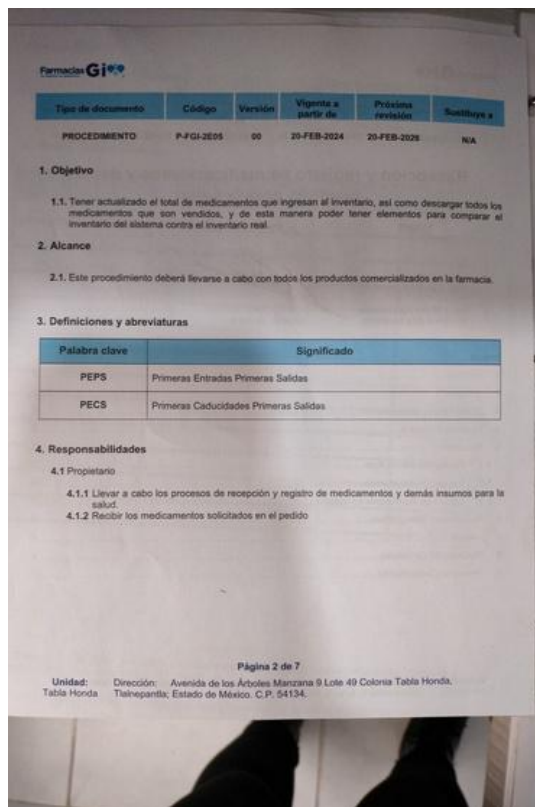 Farmacias Gi
Tipo de documento Código Versión Vigente a partir de Próxima revisión Sustituye a
PROCEDIMIENTO P-FGI-2E05 00 20-FEB-2024 20-FEB-2026 N/A
1. Objetivo
1.1. Tener actualizado el total de medicamentos que ingresan al inventario, así como descargar todos los
medicamentos que son vendidos, y de esta manera poder tener elementos para comparar el
inventario del sistema contra el inventario real.
2. Alcance
2.1. Este procedimiento deberá llevarse a cabo con todos los productos comercializados en la farmacia.
3. Definiciones y abreviaturas
Palabra clave Significado
PEPS Primeras Entradas Primeras Salidas
PECS Primeras Caducidades Primeras Salidas
4. Responsabilidades
4.1 Propietario
4.1.1 Llevar a cabo los procesos de recepción y registro de medicamentos y demás insumos para la
salud.
4.1.2 Recibir los medicamentos solicitados en el pedido
Página 2 de 7
Unidad: Dirección: Avenida de los Árboles Manzana 9 Lote 49 Colonia Tabla Honda,
Tabla Honda Tlalnepantla; Estado de México. C.P. 54134.